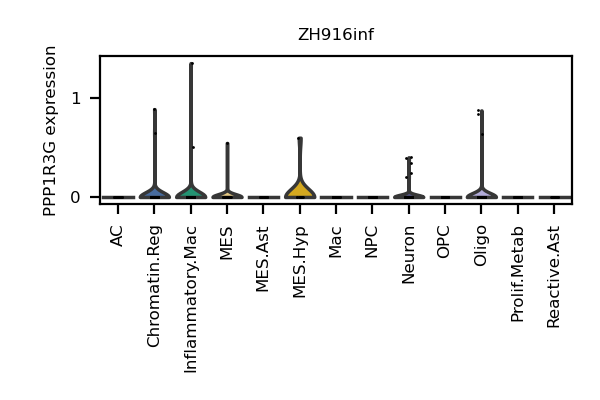 ZH916inf
PPP1R3G expression
1
0
AC
Chromatin.Reg
Inflammatory.Mac
MES
MES.Ast
MES.Hyp
Mac
NPC
Neuron
OPC
Oligo
Prolif.Metab
Reactive.Ast